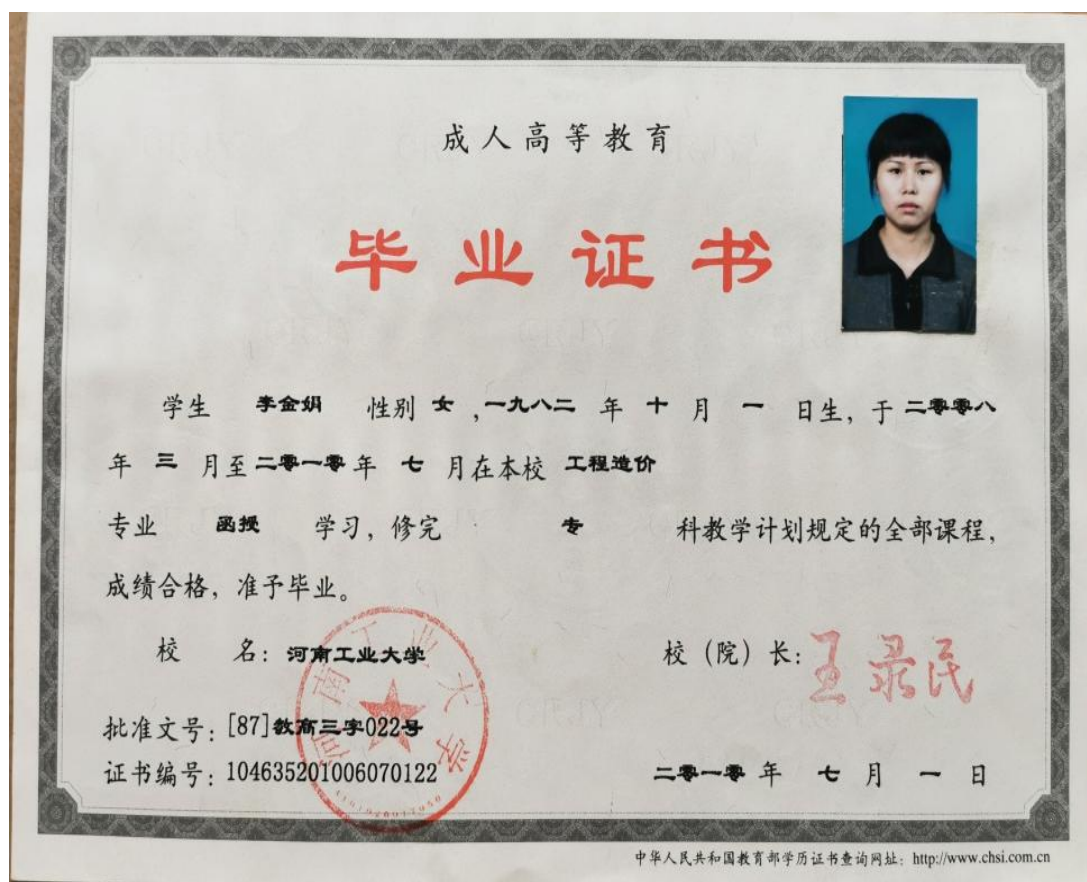 成人高等教育
毕业证书
学生 李金娟 性别 女 ,一九八二 年 十 月 一 日生, 于 二零零八
年 三 月至 二零一零 年 七 月在本校 工程造价
专业 函授 学习, 修完 专 科教学计划规定的全部课程,
成绩合格, 准予毕业。
校 名: 河南工业大学
校 (院) 长: 王录民
河南工业大学
批准文号: [87]教高三字022号
证书编号: 104635201006070122
二零一零 年 七 月 一 日
中华人民共和国教育部学历证书查询网址: http://www.chsi.com.cn